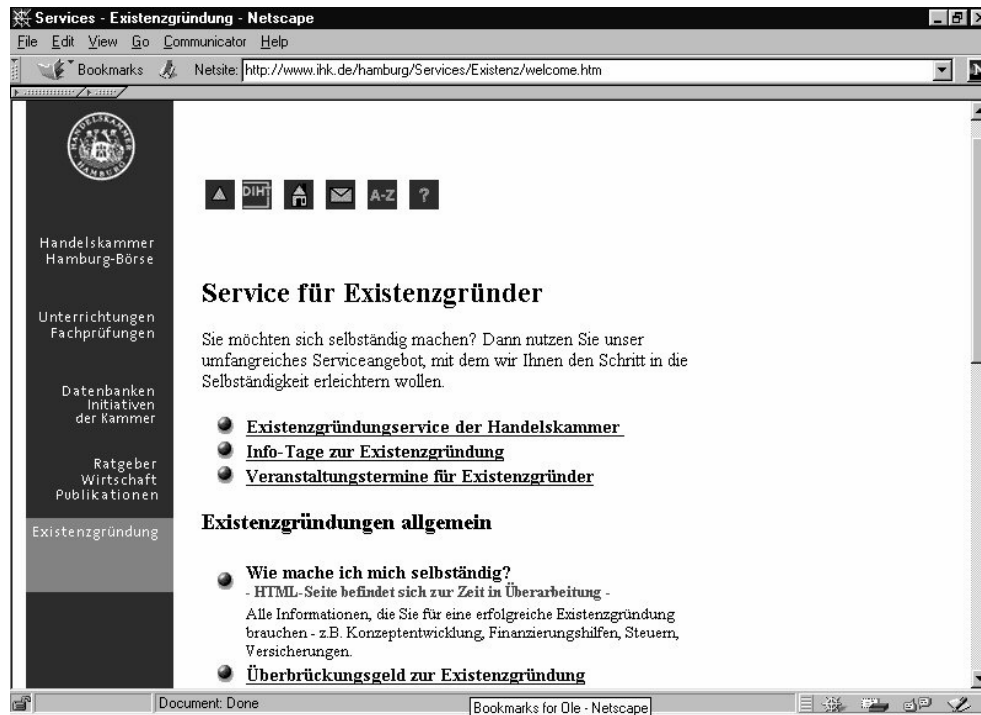 Services - Existenzgründung - Netscape
File Edit View Go Communicator Help
Bookmarks Netsite: http://www.ihk.de/hamburg/Services/Existenz/welcome.htm
N
HANDELSKAMMER HAMBURG
DIHT A-Z ?
Handelskammer
Hamburg-Börse
Unterrichtungen
Fachprüfungen
Datenbanken
Initiativen
der Kammer
Ratgeber
Wirtschaft
Publikationen
Existenzgründung
Service für Existenzgründer
Sie möchten sich selbständig machen? Dann nutzen Sie unser
umfangreiches Serviceangebot, mit dem wir Ihnen den Schritt in die
Selbständigkeit erleichtern wollen.
Existenzgründungservice der Handelskammer
Info-Tage zur Existenzgründung
Veranstaltungstermine für Existenzgründer
Existenzgründungen allgemein
Wie mache ich mich selbständig?
- HTML-Seite befindet sich zur Zeit in Überarbeitung -
Alle Informationen, die Sie für eine erfolgreiche Existenzgründung
brauchen - z.B. Konzeptentwicklung, Finanzierungshilfen, Steuern,
Versicherungen.
Überbrückungsgeld zur Existenzgründung
Document: Done
Bookmarks for Ole - Netscape